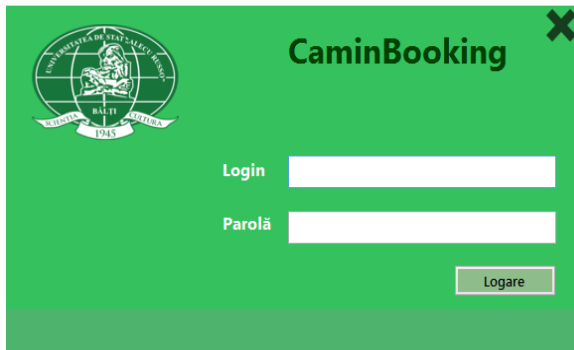 CaminBooking
UNIVERSITATEA DE STAT „ALECU RUSSO”
BĂLȚI
SCIENTIA
CULTURA
1945
Login
Parolă
Logare